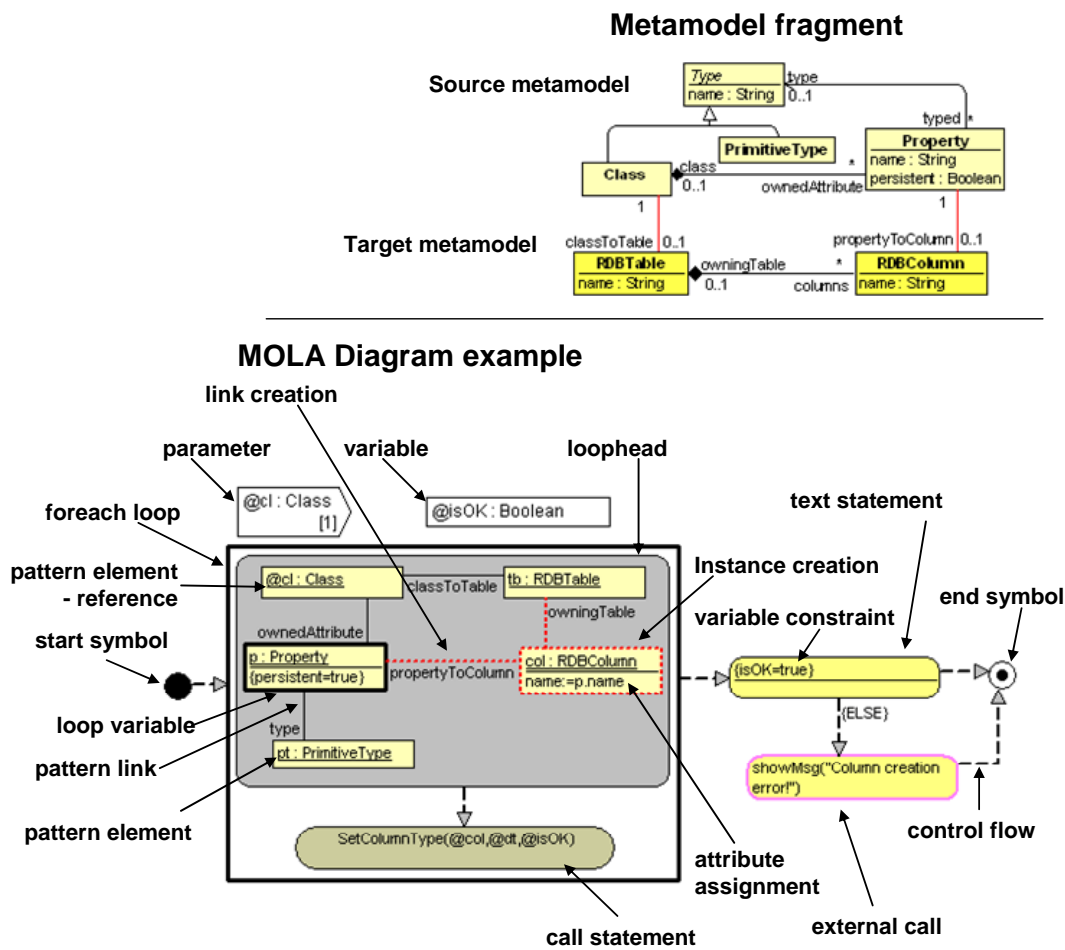 Metamodel fragment
Source metamodel
Type
name : String
type
0..1
typed *
PrimitiveType
Property
name : String
persistent : Boolean
Class
class
0..1
*
ownedAttribute
1
1
Target metamodel
classToTable 0..1
propertyToColumn 0..1
RDBTable
name : String
owningTable
0..1
*
columns
RDBColumn
name : String
MOLA Diagram example
link creation
parameter
variable
loophead
@cl : Class
[1]
@isOK : Boolean
text statement
foreach loop
pattern element
- reference
@cl : Class
classToTable
tb : RDBTable
Instance creation
variable constraint
end symbol
start symbol
ownedAttribute
owningTable
p : Property
{persistent=true}
propertyToColumn
col : RDBColumn
name:=p.name
{isOK=true}
{ELSE}
loop variable
type
pattern link
pt : PrimitiveType
showMsg("Column creation
error!")
pattern element
SetColumnType(@col,@dt,@isOK)
control flow
attribute
assignment
external call
call statement